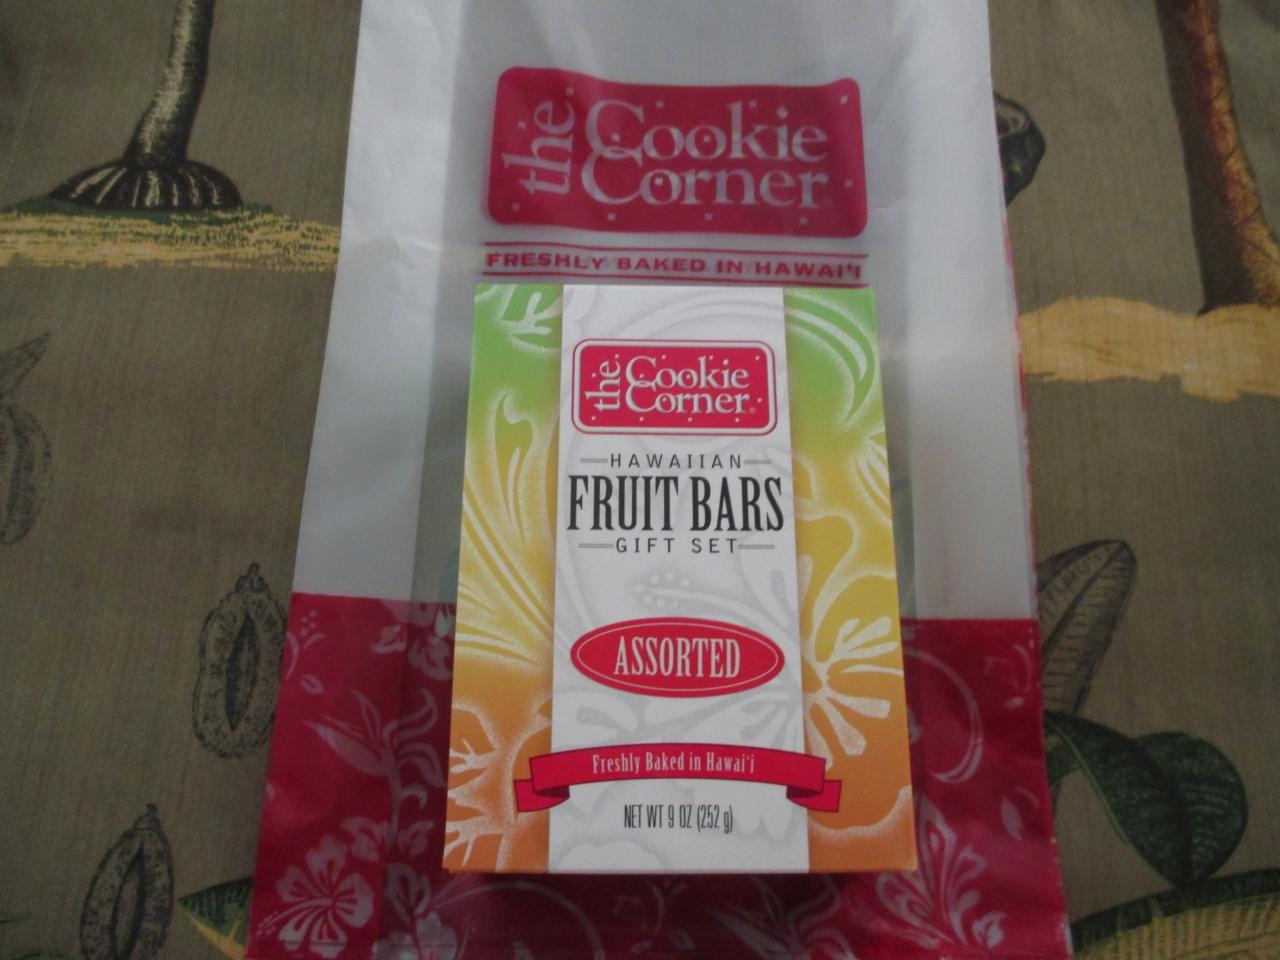 the Cookie Corner
FRESHLY BAKED IN HAWAI'I
the Cookie Corner®
HAWAIIAN
FRUIT BARS
GIFT SET
ASSORTED
Freshly Baked in Hawai'i
NET WT 9 OZ (252 g)